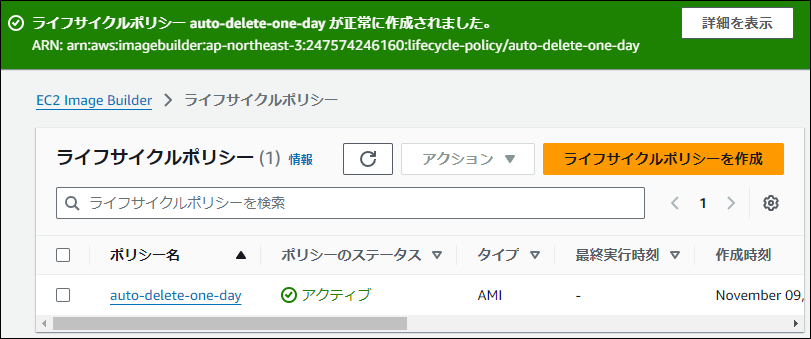 ライフサイクルポリシー auto-delete-one-day が正常に作成されました。
詳細を表示
ARN: arn:aws:imagebuilder:ap-northeast-3:247574246160:lifecycle-policy/auto-delete-one-day
EC2 Image Builder > ライフサイクルポリシー
ライフサイクルポリシー (1) 情報 アクション ライフサイクルポリシーを作成
ライフサイクルポリシーを検索 1
ポリシー名 ポリシーのステータス タイプ 最終実行時刻 作成時刻
auto-delete-one-day アクティブ AMI - November 09,